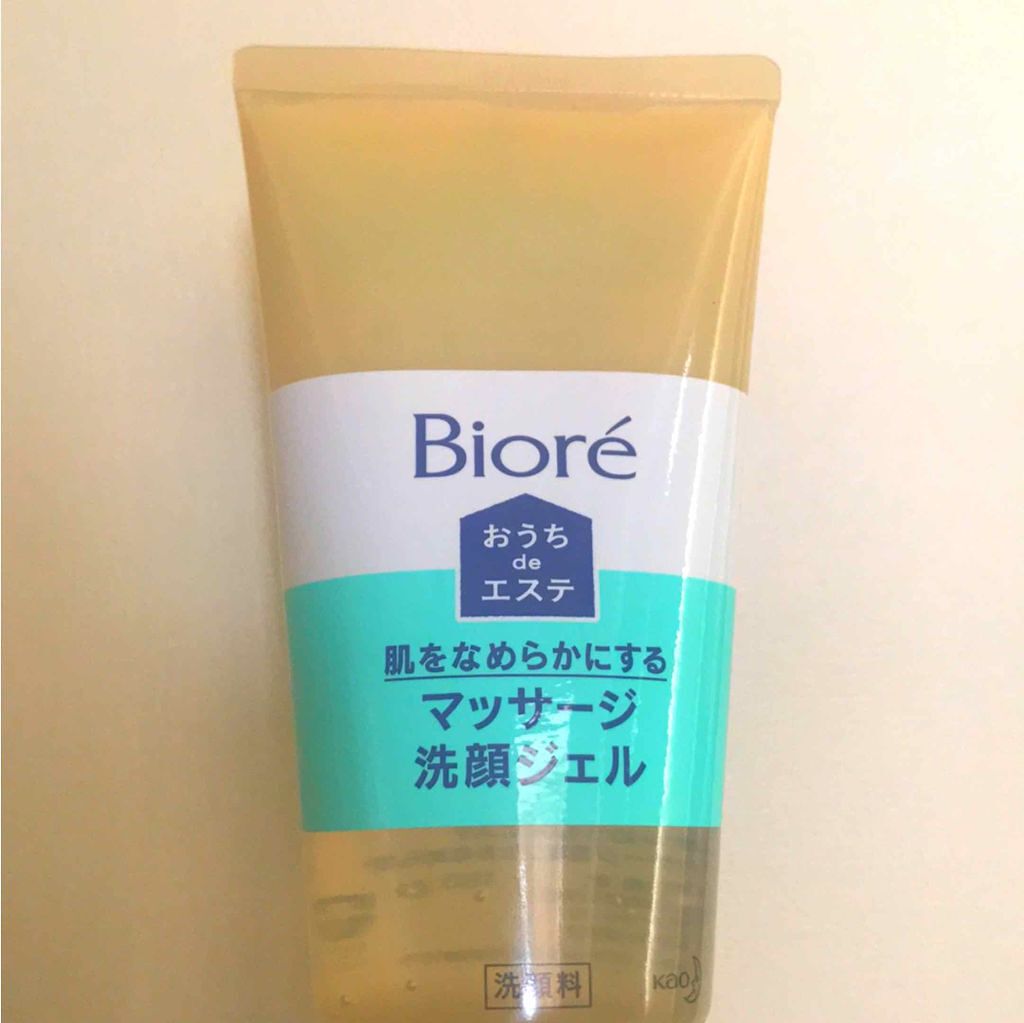 Bioré
おうち
de
エステ
肌をなめらかにする
マッサージ
洗顔ジェル
洗顔料
Kao